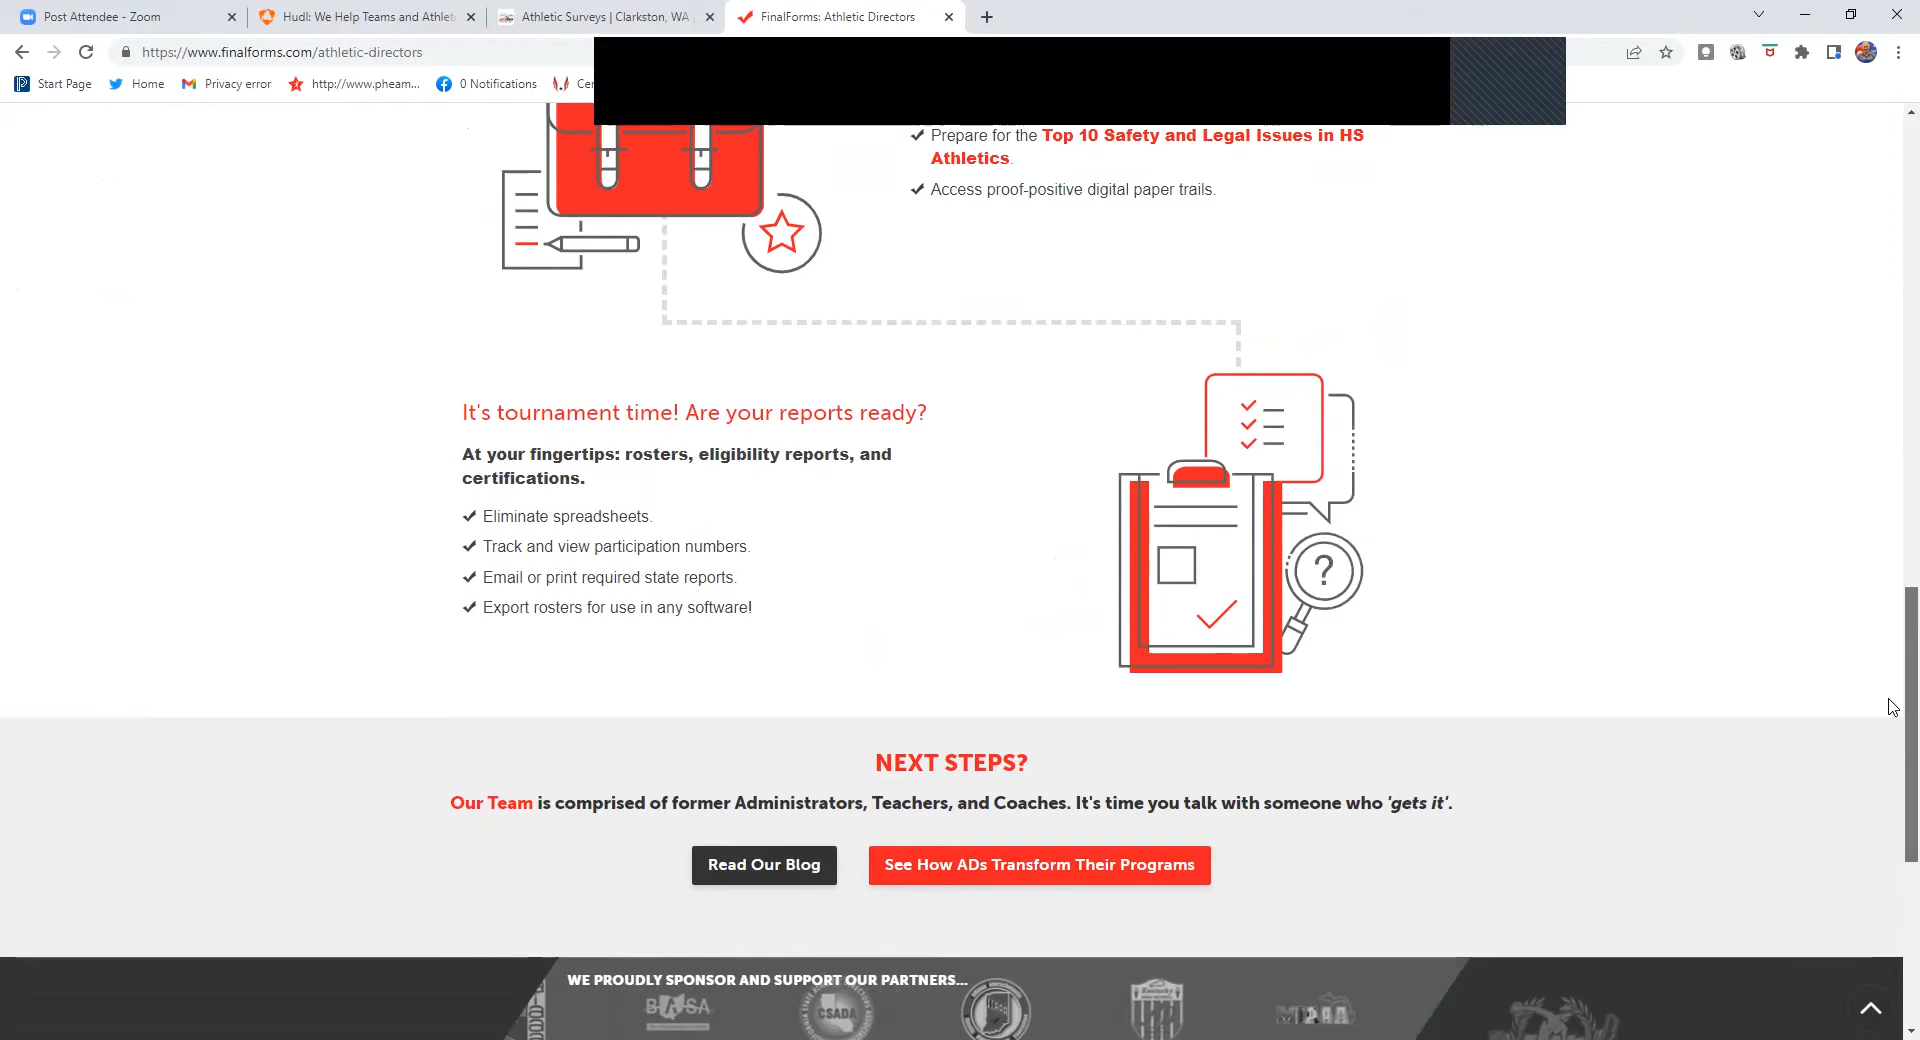 Post Attendee - Zoom
Hudl: We Help Teams and Athlet
Athletic Surveys | Clarkston, WA
FinalForms: Athletic Directors
https://www.finalforms.com/athletic-directors
Start Page
Home
Privacy error
http://www.pheam...
0 Notifications
Cer
Prepare for the Top 10 Safety and Legal Issues in HS
Athletics.
Access proof-positive digital paper trails.
It's tournament time! Are your reports ready?
At your fingertips: rosters, eligibility reports, and
certifications.
Eliminate spreadsheets.
Track and view participation numbers.
Email or print required state reports.
Export rosters for use in any software!
?
NEXT STEPS?
Our Team is comprised of former Administrators, Teachers, and Coaches. It's time you talk with someone who 'gets it'.
Read Our Blog
See How ADs Transform Their Programs
WE PROUDLY SPONSOR AND SUPPORT OUR PARTNERS...
BASA
CSADA
Kentucky